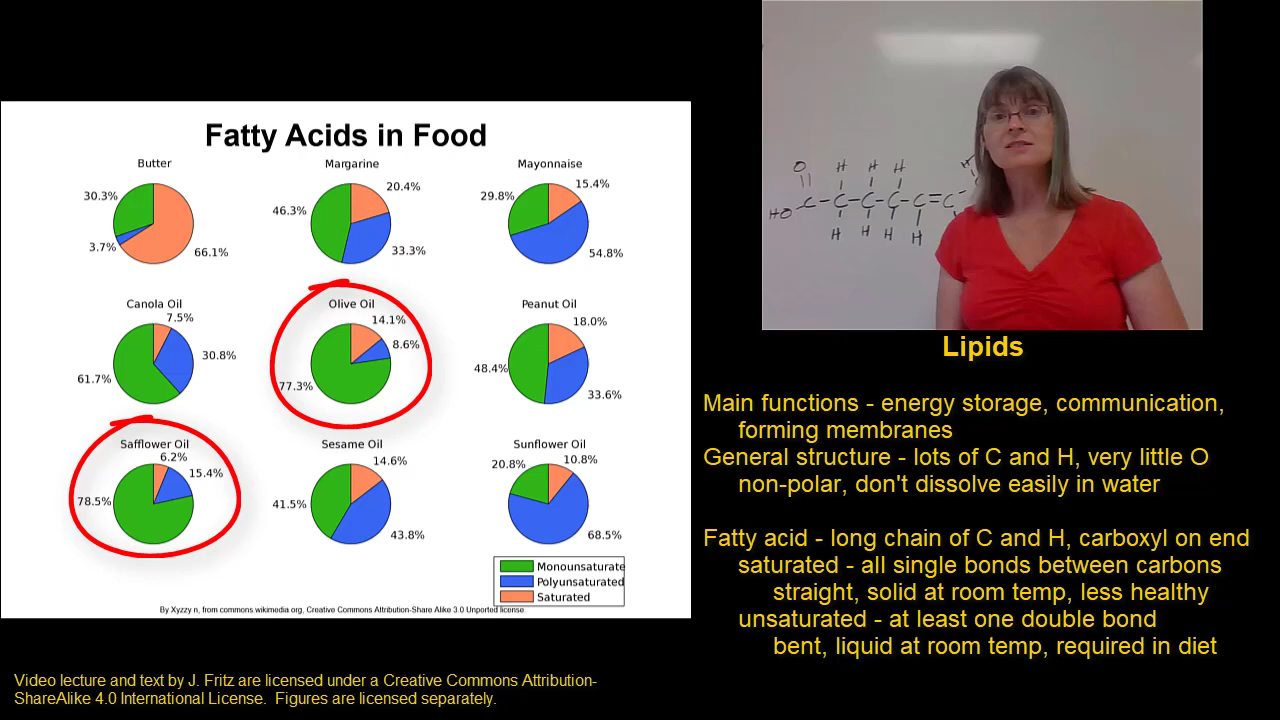 Fatty Acids in Food
Butter
30.3%
3.7%
66.1%
Margarine
20.4%
46.3%
33.3%
Mayonnaise
15.4%
29.8%
54.8%
Canola Oil
7.5%
30.8%
61.7%
Olive Oil
14.1%
8.6%
77.3%
Peanut Oil
18.0%
48.4%
33.6%
Safflower Oil
6.2%
15.4%
78.5%
Sesame Oil
14.6%
41.5%
43.8%
Sunflower Oil
10.8%
20.8%
68.5%
Monounsaturate
Polyunsaturated
Saturated
By Xyzzy n, from commons wikimedia org, Creative Commons Attribution-Share Alike 3.0 Unported license.
O H H H H
HO C - C - C - C - C = C
H H H H
Lipids
Main functions - energy storage, communication,
forming membranes
General structure - lots of C and H, very little O
non-polar, don't dissolve easily in water
Fatty acid - long chain of C and H, carboxyl on end
saturated - all single bonds between carbons
straight, solid at room temp, less healthy
unsaturated - at least one double bond
bent, liquid at room temp, required in diet
Video lecture and text by J. Fritz are licensed under a Creative Commons Attribution-
ShareAlike 4.0 International License. Figures are licensed separately.